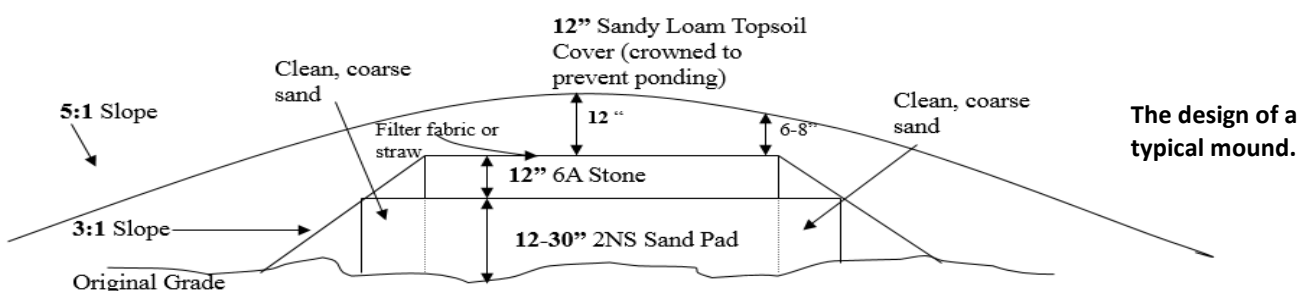 12” Sandy Loam Topsoil
Cover (crowned to
prevent ponding)
Clean, coarse
sand
Clean, coarse
sand
The design of a
typical mound.
5:1 Slope
12 “
6-8”
Filter fabric or
straw
12” 6A Stone
3:1 Slope
12-30” 2NS Sand Pad
Original Grade